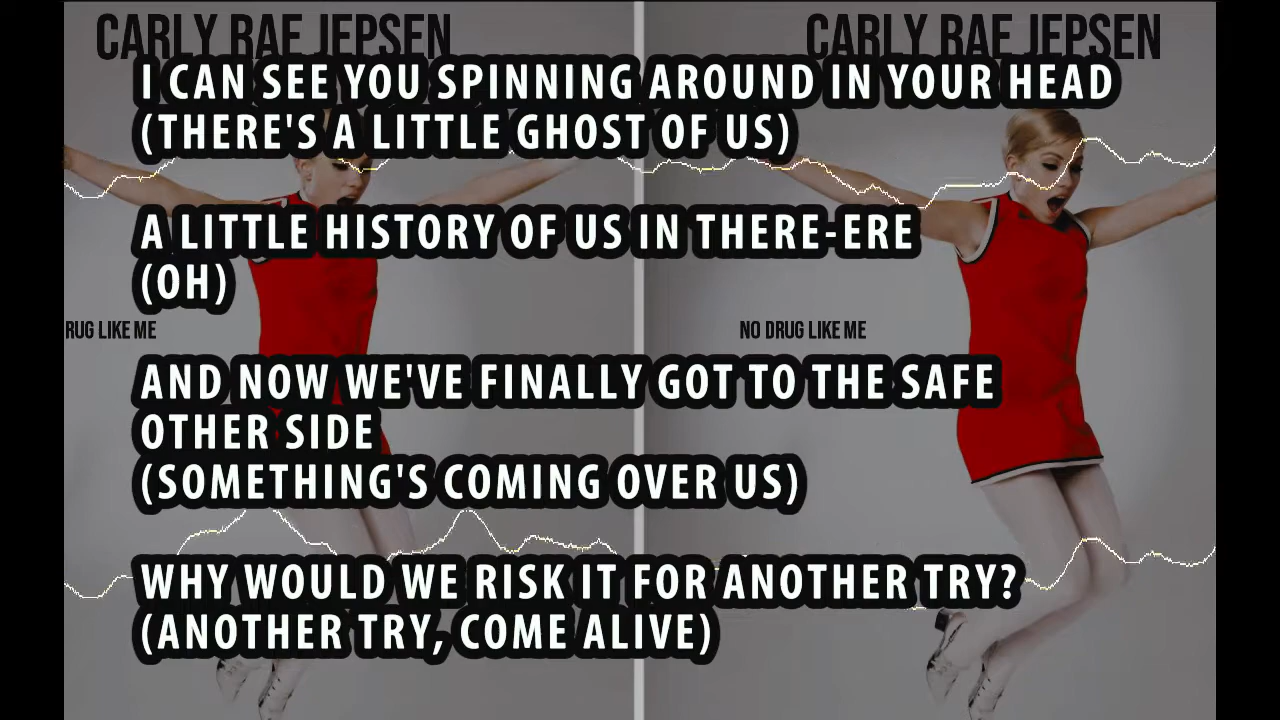 CARLY RAE JEPSEN CARLY RAE JEPSEN
I CAN SEE YOU SPINNING AROUND IN YOUR HEAD
(THERE'S A LITTLE GHOST OF US)
A LITTLE HISTORY OF US IN THERE-ERE
(OH)
RUG LIKE ME NO DRUG LIKE ME
AND NOW WE'VE FINALLY GOT TO THE SAFE
OTHER SIDE
(SOMETHING'S COMING OVER US)
WHY WOULD WE RISK IT FOR ANOTHER TRY?
(ANOTHER TRY, COME ALIVE)